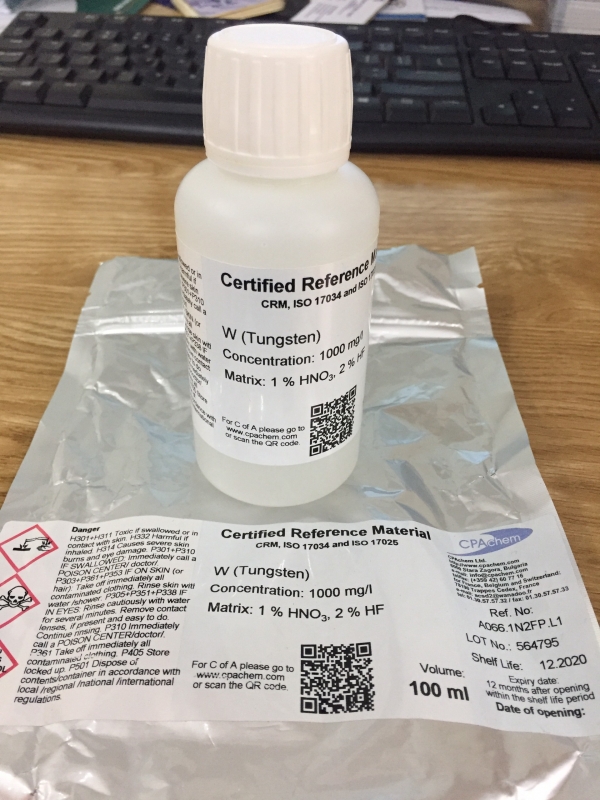 Certified Reference
CRM, ISO 17034 and ISO
W (Tungsten)
Concentration: 1000 mg/l
Matrix: 1 % HNO3, 2 % HF
For C of A please go to
www.cpachem.com
or scan the QR code.
Danger
H301+H311 Toxic if swallowed or in
contact with skin. H332 Harmful if
inhaled. H314 Causes severe skin
burns and eye damage. P301+P310
IF SWALLOWED: Immediately call a
POISON CENTER/ doctor/.
P303+P361+P353 IF ON SKIN (or
hair): Take off immediately all
contaminated clothing. Rinse skin with
water /shower. P305+P351+P338 IF
IN EYES: Rinse cautiously with water
for several minutes. Remove contact
lenses, if present and easy to do.
Continue rinsing. P310 Immediately
call a POISON CENTER/doctor/.
P361 Take off immediately all
contaminated clothing. P405 Store
locked up. P501 Dispose of
contents/container in accordance with
local /regional /national /international
regulations.
Certified Reference Material
CRM, ISO 17034 and ISO 17025
W (Tungsten)
Concentration: 1000 mg/l
Matrix: 1 % HNO3, 2 % HF
For C of A please go to
www.cpachem.com
or scan the QR code.
Volume:
100 ml
CPAchem
CPAchem Ltd.
Stara Zagora, Bulgaria
France, Belgium and Switzerland:
Ref. No:
A066.1N2FP.L1
LOT No.: 564795
Shelf Life: 12.2020
Expiry date:
12 months after opening
within the shelf life period
Date of opening: